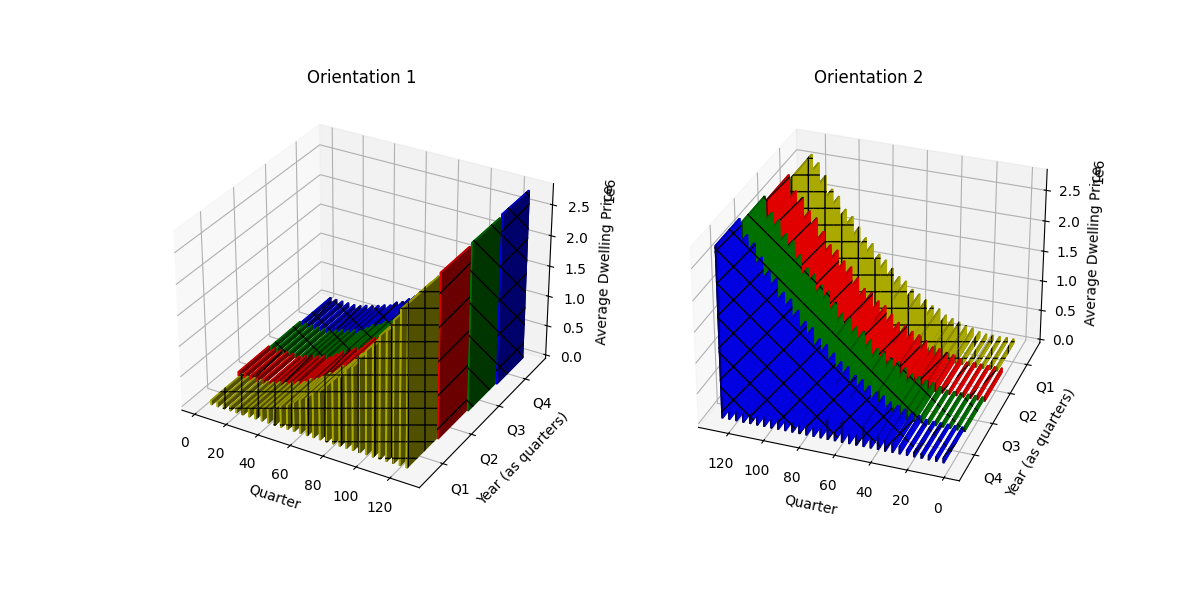 Orientation 1
1e6
2.5
2.0
1.5
1.0
0.5
0.0
Average Dwelling Price
0
20
40
60
80
100
120
Quarter
Q1
Q2
Q3
Q4
Year (as quarters)
Orientation 2
1e6
2.5
2.0
1.5
1.0
0.5
0.0
Average Dwelling Price
120
100
80
60
40
20
0
Quarter
Q1
Q2
Q3
Q4
Year (as quarters)